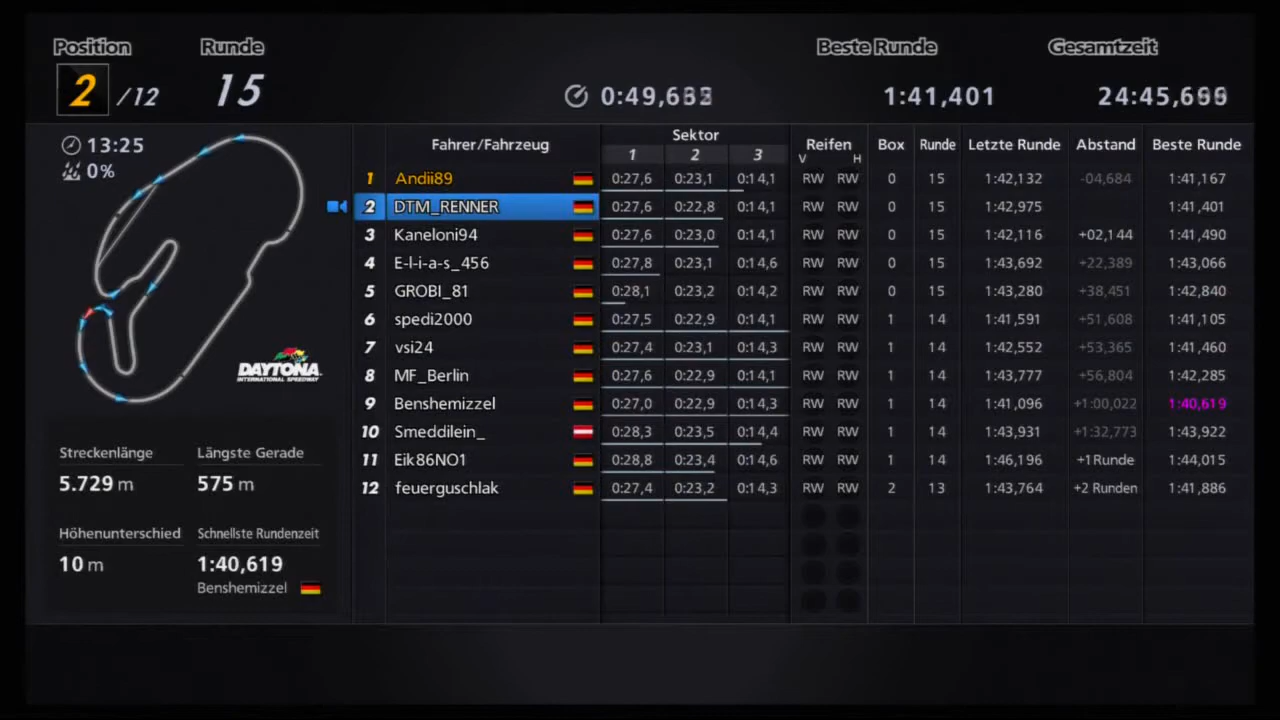 Position Runde Beste Runde Gesamtzeit
2 /12 15 1:41,401
13:25
0%
Fahrer/Fahrzeug Sektor Reifen Box Runde Letzte Runde Abstand Beste Runde
1 2 3 V H
1 Andii89 0:27,6 0:23,1 0:14,1 RW RW 0 15 1:42,132 -04,684 1:41,167
2 DTM_RENNER 0:27,6 0:22,8 0:14,1 RW RW 0 15 1:42,975 1:41,401
3 Kaneloni94 0:27,6 0:23,0 0:14,1 RW RW 0 15 1:42,116 +02,144 1:41,490
4 E-l-i-a-s_456 0:27,8 0:23,1 0:14,6 RW RW 0 15 1:43,692 +22,389 1:43,066
5 GROBI_81 0:28,1 0:23,2 0:14,2 RW RW 0 15 1:43,280 +38,451 1:42,840
6 spedi2000 0:27,5 0:22,9 0:14,1 RW RW 1 14 1:41,591 +51,608 1:41,105
7 vsi24 0:27,4 0:23,1 0:14,3 RW RW 1 14 1:42,552 +53,365 1:41,460
8 MF_Berlin 0:27,6 0:22,9 0:14,1 RW RW 1 14 1:43,777 +56,804 1:42,285
9 Benshemizzel 0:27,0 0:22,9 0:14,3 RW RW 1 14 1:41,096 +1:00,022 1:40,619
10 Smeddilein_ 0:28,3 0:23,5 0:14,4 RW RW 1 14 1:43,931 +1:32,773 1:43,922
11 Eik86NO1 0:28,8 0:23,4 0:14,6 RW RW 1 14 1:46,196 +1 Runde 1:44,015
12 feuerguschlak 0:27,4 0:23,2 0:14,3 RW RW 2 13 1:43,764 +2 Runden 1:41,886
DAYTONA
INTERNATIONAL SPEEDWAY
Streckenlänge Längste Gerade
5.729 m 575 m
Höhenunterschied Schnellste Rundenzeit
10 m 1:40,619
Benshemizzel